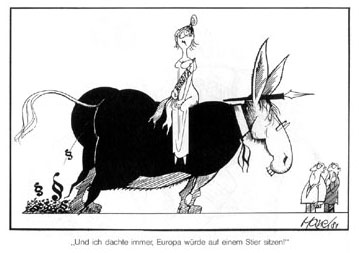 „Und ich dachte immer, Europa würde auf einem Stier sitzen!"